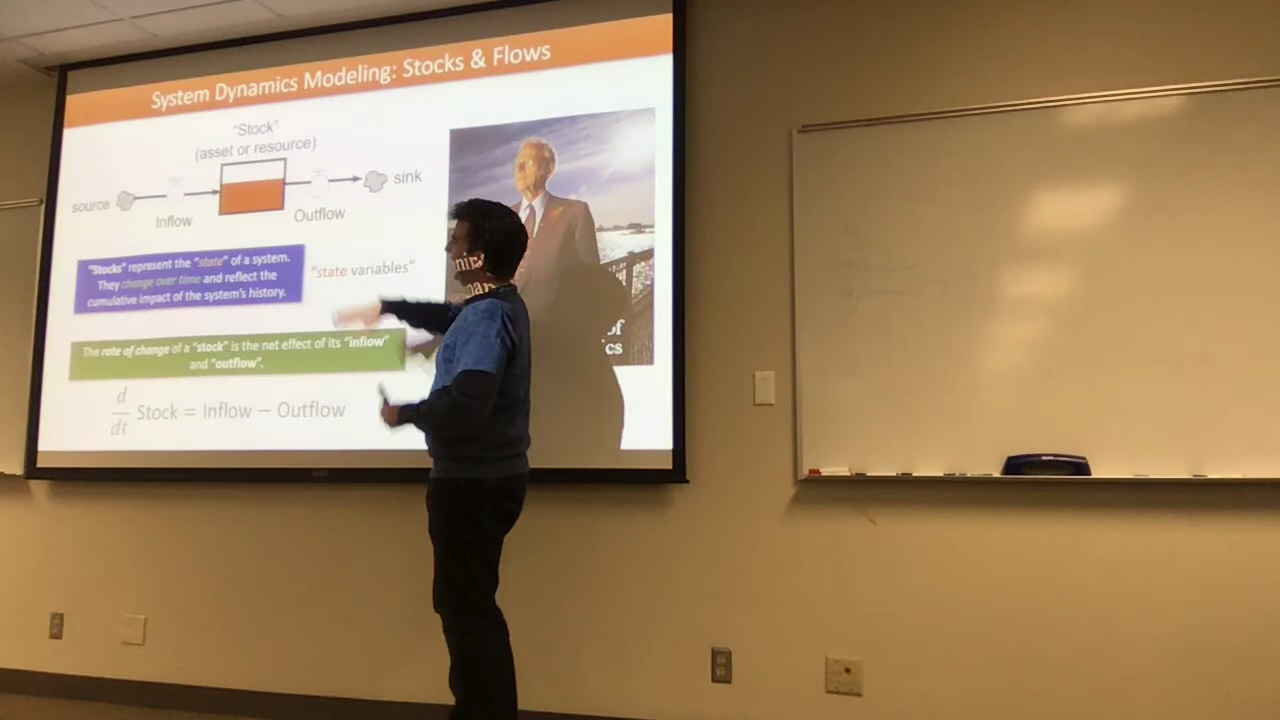 System Dynamics Modeling: Stocks & Flows
"Stock"
(asset or resource)
source
sink
Inflow
Outflow
"Stocks" represent the "state" of a system.
They change over time and reflect the
cumulative impact of the system's history.
"state variables"
The rate of change of a "stock" is the net effect of its "inflow"
and "outflow".
d
dt
Stock = Inflow − Outflow
of
cs